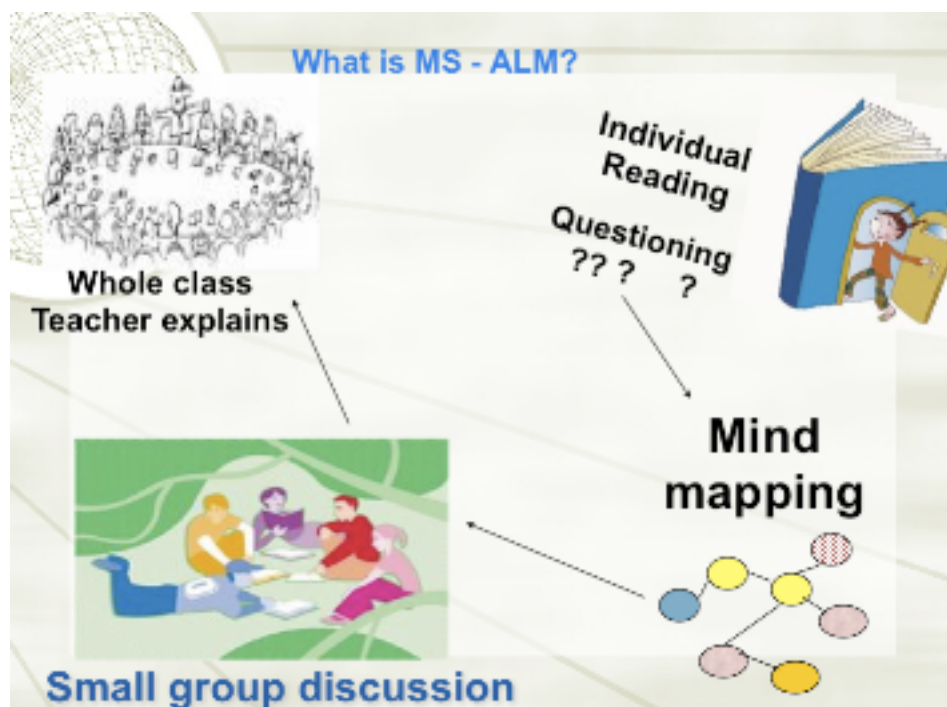 What is MS - ALM?
Individual
Reading
Questioning
?? ? ?
Whole class
Teacher explains
Mind
mapping
Small group discussion